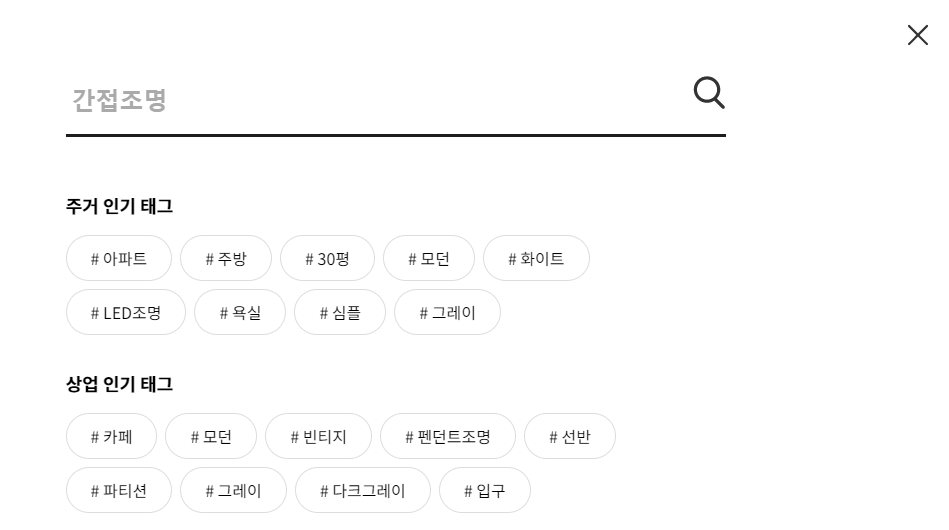 간접조명
주거 인기 태그
# 아파트 # 주방 # 30평 # 모던 # 화이트
# LED조명 # 욕실 # 심플 # 그레이
상업 인기 태그
# 카페 # 모던 # 빈티지 # 펜던트조명 # 선반
# 파티션 # 그레이 # 다크그레이 # 입구